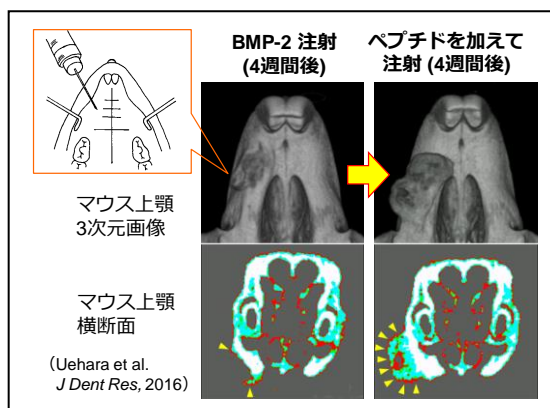 BMP-2 注射
(4週間後)
ペプチドを加えて
注射 (4週間後)
マウス上顎
3次元画像
マウス上顎
横断面
(Uehara et al.
J Dent Res, 2016)